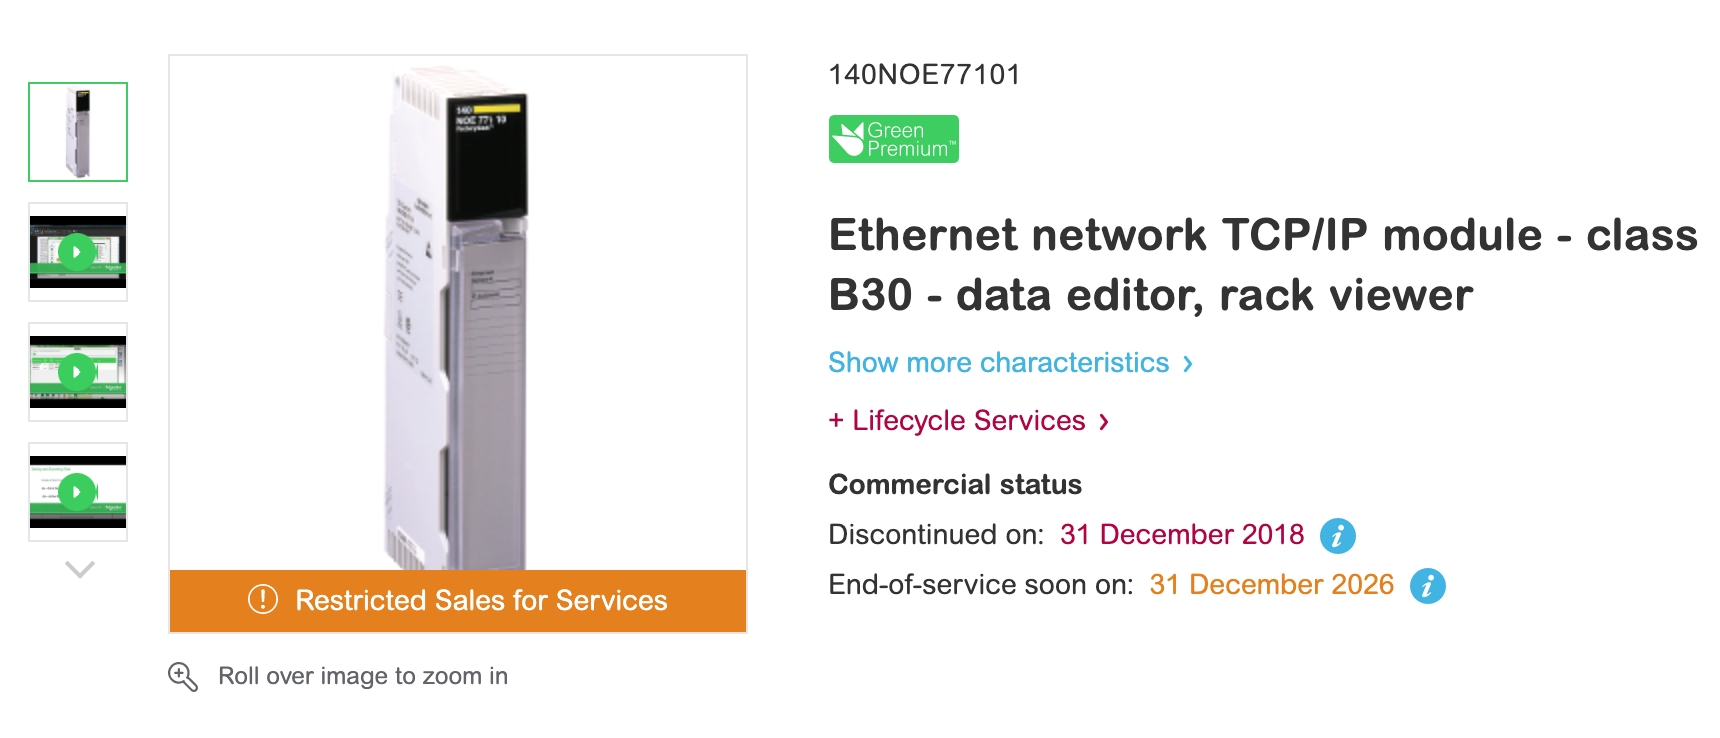 140NOE77101
Green
Premium™
140
NOE 771 10
Ethernet network TCP/IP module - class
B30 - data editor, rack viewer
Show more characteristics
+ Lifecycle Services
Commercial status
Discontinued on: 31 December 2018
End-of-service soon on: 31 December 2026
Restricted Sales for Services
Roll over image to zoom in